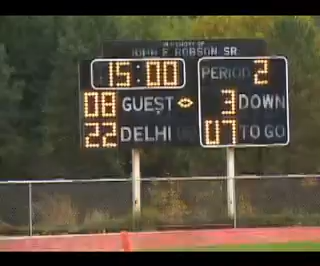 IN MEMORY OF
JOHN E ROBSON SR.
15:00 PERIOD 2
08 GUEST 3 DOWN
22 DELHI 07 TO GO